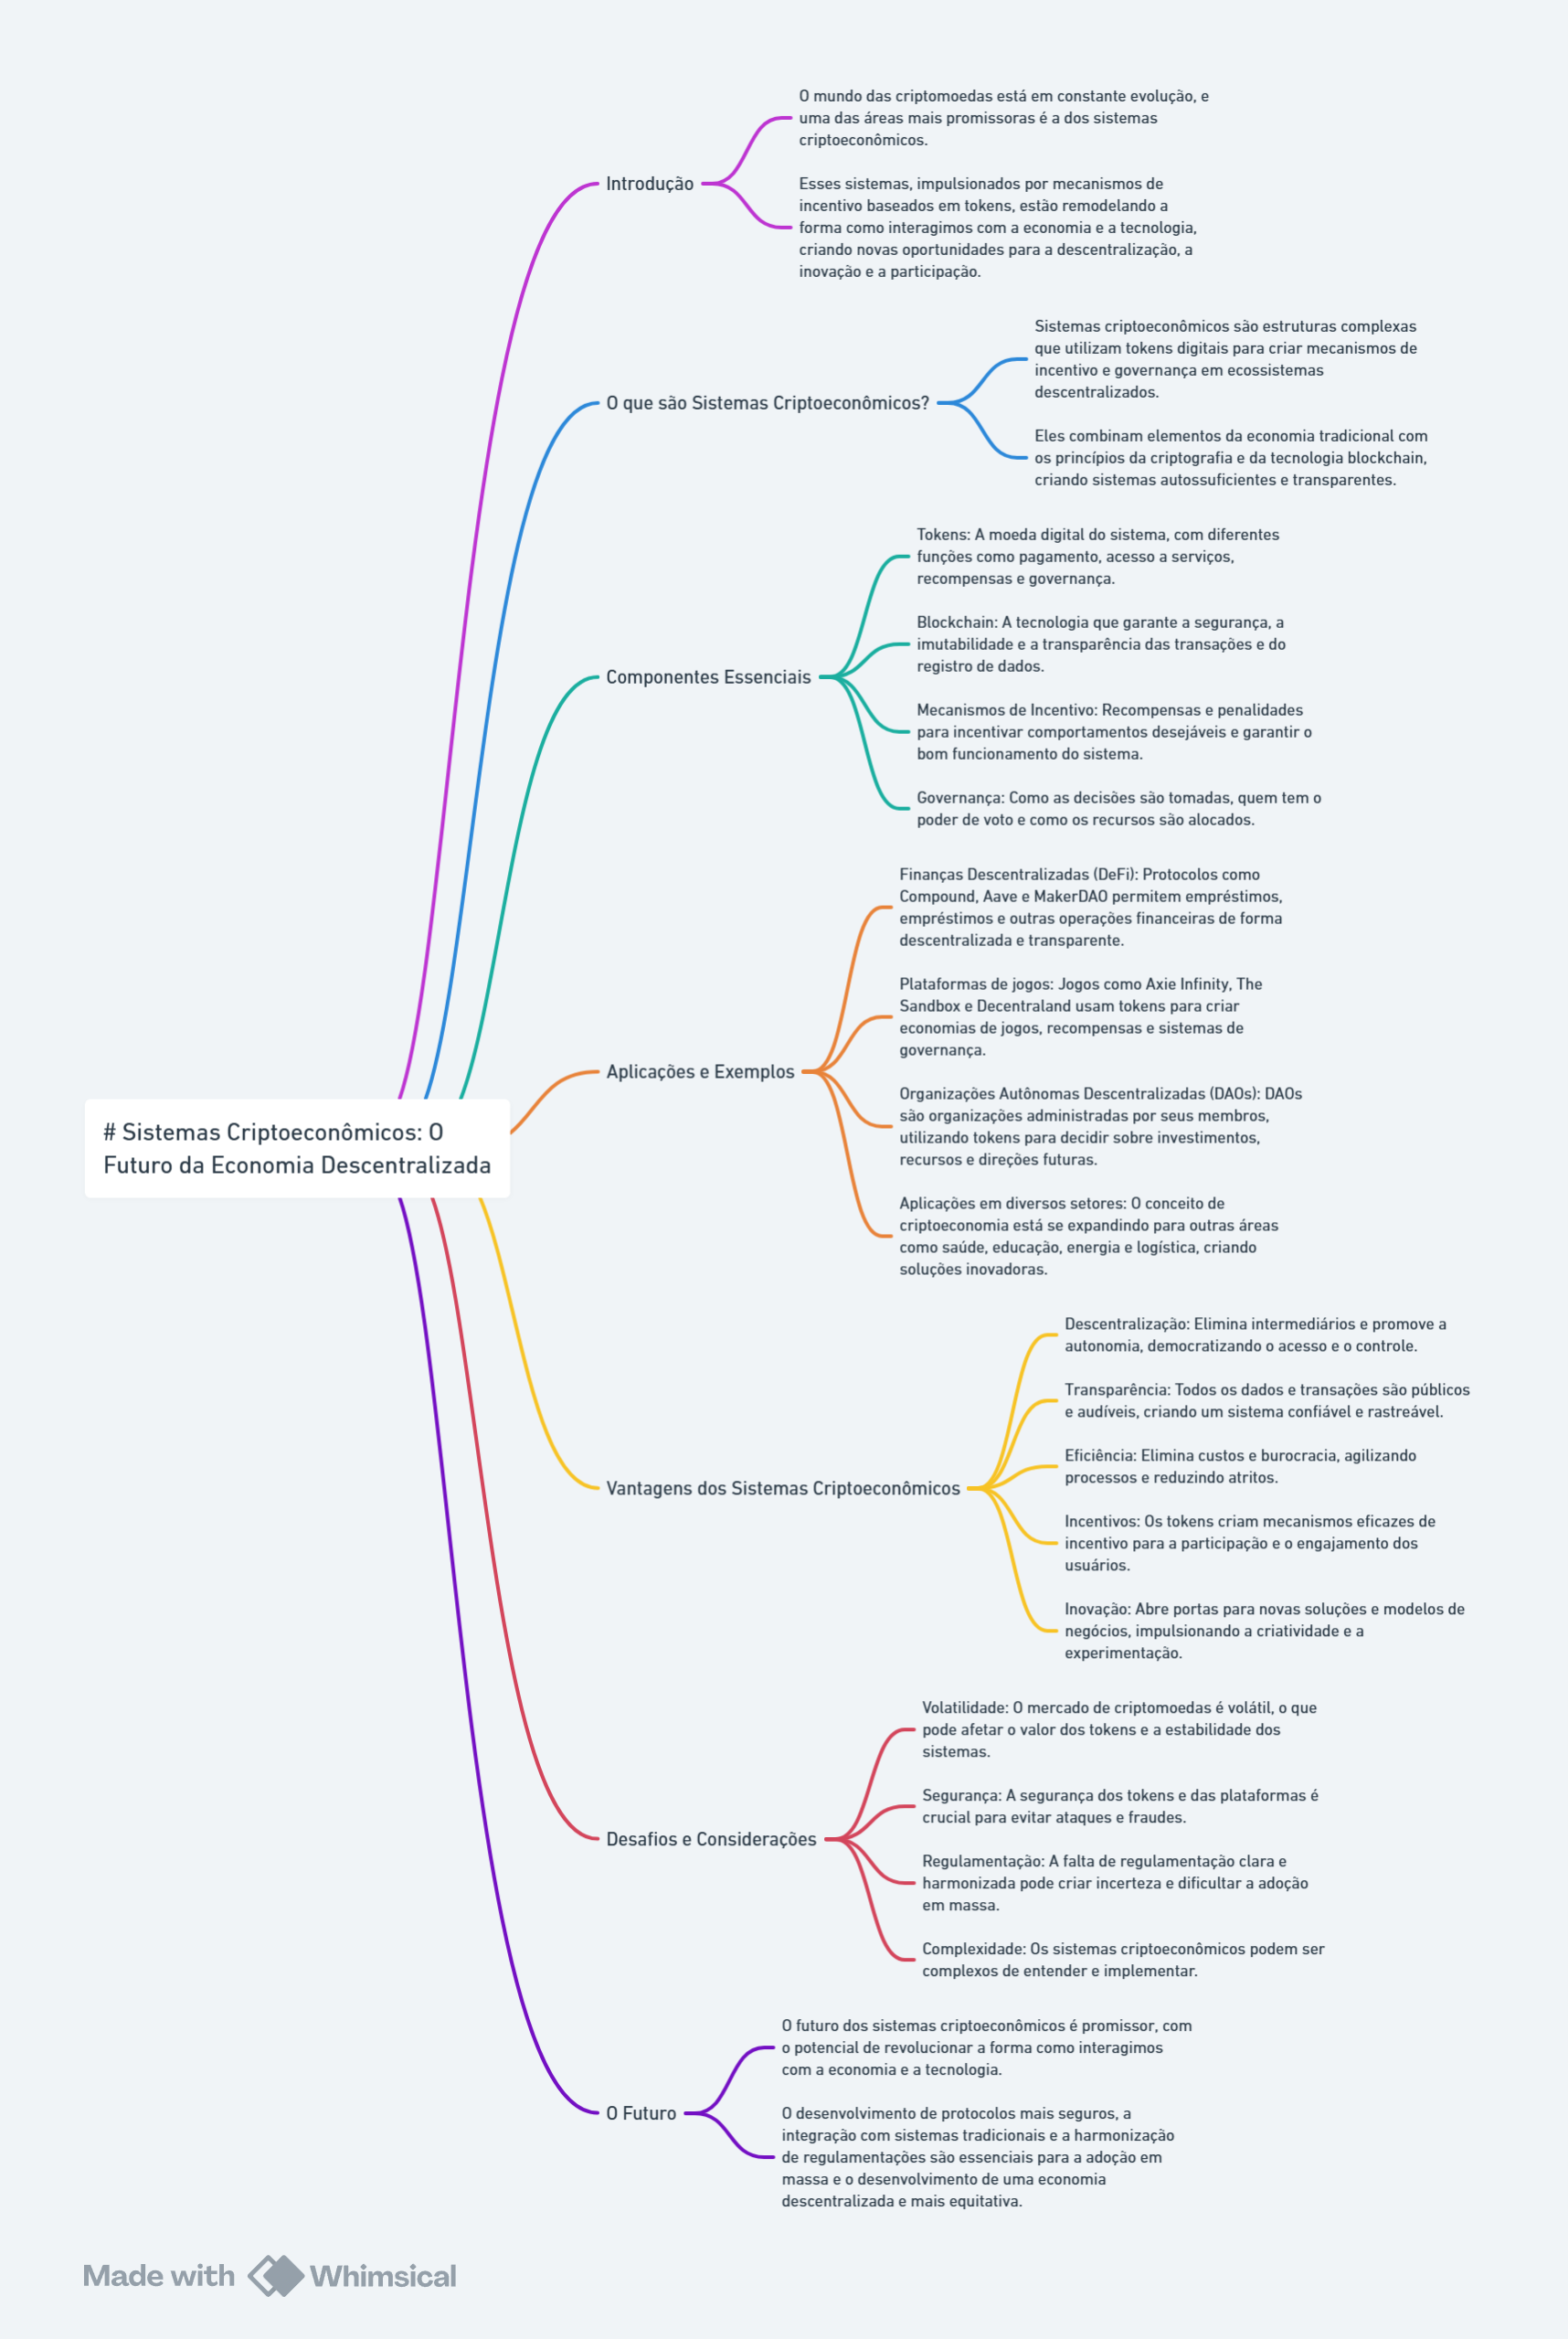 O mundo das criptomoedas está em constante evolução, e
uma das áreas mais promissoras é a dos sistemas
criptoeconômicos.
Introdução
Esses sistemas, impulsionados por mecanismos de
incentivo baseados em tokens, estão remodelando a
forma como interagimos com a economia e a tecnologia,
criando novas oportunidades para a descentralização, a
inovação e a participação.
Sistemas criptoeconômicos são estruturas complexas
que utilizam tokens digitais para criar mecanismos de
incentivo e governança em ecossistemas
descentralizados.
O que são Sistemas Criptoeconômicos?
Eles combinam elementos da economia tradicional com
os princípios da criptografia e da tecnologia blockchain,
criando sistemas autossuficientes e transparentes.
Tokens: A moeda digital do sistema, com diferentes
funções como pagamento, acesso a serviços,
recompensas e governança.
Blockchain: A tecnologia que garante a segurança, a
imutabilidade e a transparência das transações e do
registro de dados.
Componentes Essenciais
Mecanismos de Incentivo: Recompensas e penalidades
para incentivar comportamentos desejáveis e garantir o
bom funcionamento do sistema.
Governança: Como as decisões são tomadas, quem tem o
poder de voto e como os recursos são alocados.
Finanças Descentralizadas (DeFi): Protocolos como
Compound, Aave e MakerDAO permitem empréstimos,
empréstimos e outras operações financeiras de forma
descentralizada e transparente.
Plataformas de jogos: Jogos como Axie Infinity, The
Sandbox e Decentraland usam tokens para criar
economias de jogos, recompensas e sistemas de
governança.
Aplicações e Exemplos
Organizações Autônomas Descentralizadas (DAOs): DAOs
são organizações administradas por seus membros,
utilizando tokens para decidir sobre investimentos,
recursos e direções futuras.
# Sistemas Criptoeconômicos: O
Futuro da Economia Descentralizada
Aplicações em diversos setores: O conceito de
criptoeconomia está se expandindo para outras áreas
como saúde, educação, energia e logística, criando
soluções inovadoras.
Descentralização: Elimina intermediários e promove a
autonomia, democratizando o acesso e o controle.
Transparência: Todos os dados e transações são públicos
e audíveis, criando um sistema confiável e rastreável.
Eficiência: Elimina custos e burocracia, agilizando
processos e reduzindo atritos.
Vantagens dos Sistemas Criptoeconômicos
Incentivos: Os tokens criam mecanismos eficazes de
incentivo para a participação e o engajamento dos
usuários.
Inovação: Abre portas para novas soluções e modelos de
negócios, impulsionando a criatividade e a
experimentação.
Volatilidade: O mercado de criptomoedas é volátil, o que
pode afetar o valor dos tokens e a estabilidade dos
sistemas.
Segurança: A segurança dos tokens e das plataformas é
crucial para evitar ataques e fraudes.
Desafios e Considerações
Regulamentação: A falta de regulamentação clara e
harmonizada pode criar incerteza e dificultar a adoção
em massa.
Complexidade: Os sistemas criptoeconômicos podem ser
complexos de entender e implementar.
O futuro dos sistemas criptoeconômicos é promissor, com
o potencial de revolucionar a forma como interagimos
com a economia e a tecnologia.
O Futuro
O desenvolvimento de protocolos mais seguros, a
integração com sistemas tradicionais e a harmonização
de regulamentações são essenciais para a adoção em
massa e o desenvolvimento de uma economia
descentralizada e mais equitativa.
Made with Whimsical